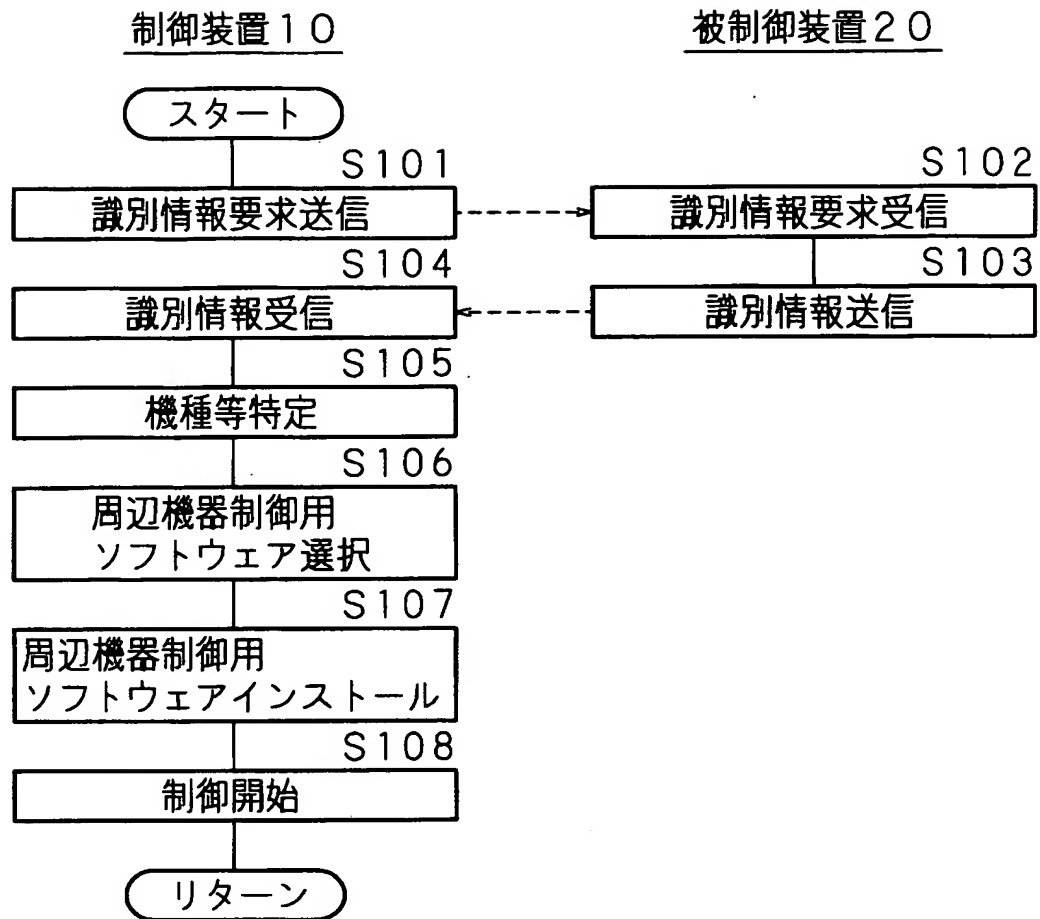 制御装置10
被制御装置20
スタート
S101
識別情報要求送信
S102
識別情報要求受信
S103
識別情報送信
S104
識別情報受信
S105
機種等特定
S106
周辺機器制御用
ソフトウェア選択
S107
周辺機器制御用
ソフトウェアインストール
S108
制御開始
リターン